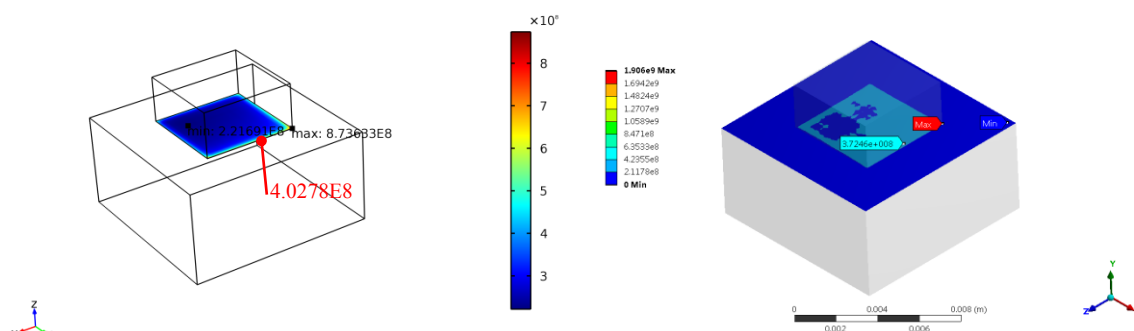 ×10⁸
8
7
6
5
4
3
min: 2.21691E8
max: 8.73633E8
4.0278E8
Z
1.906e9 Max
1.6942e9
1.4824e9
1.2707e9
1.0589e9
8.471e8
6.3533e8
4.2355e8
2.1178e8
0 Min
Max
Min
3.7246e+008
0
0.004
0.008 (m)
0.002
0.006
Y
Z